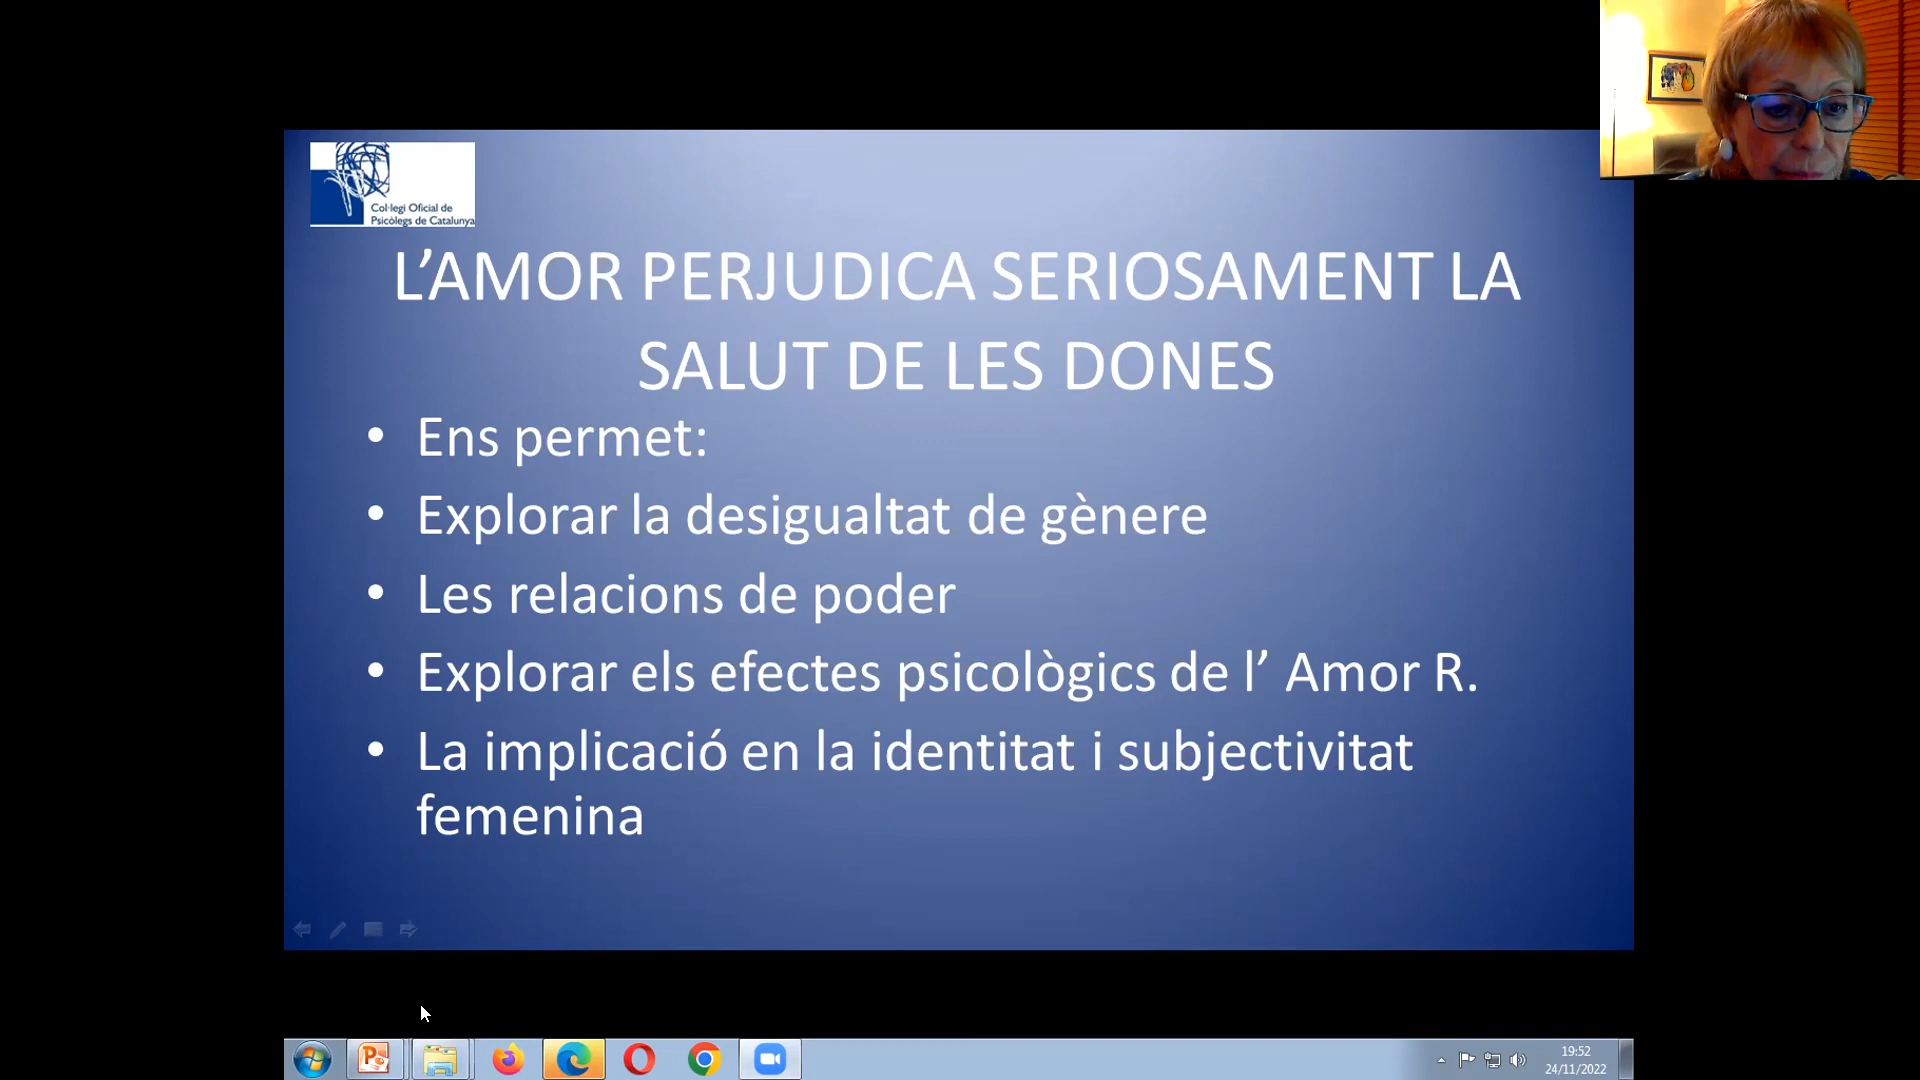 Col·legi Oficial de
Psicòlegs de Catalunya
L’AMOR PERJUDICA SERIOSAMENT LA
SALUT DE LES DONES
• Ens permet:
• Explorar la desigualtat de gènere
• Les relacions de poder
• Explorar els efectes psicològics de l’ Amor R.
• La implicació en la identitat i subjectivitat
femenina
19:52
24/11/2022